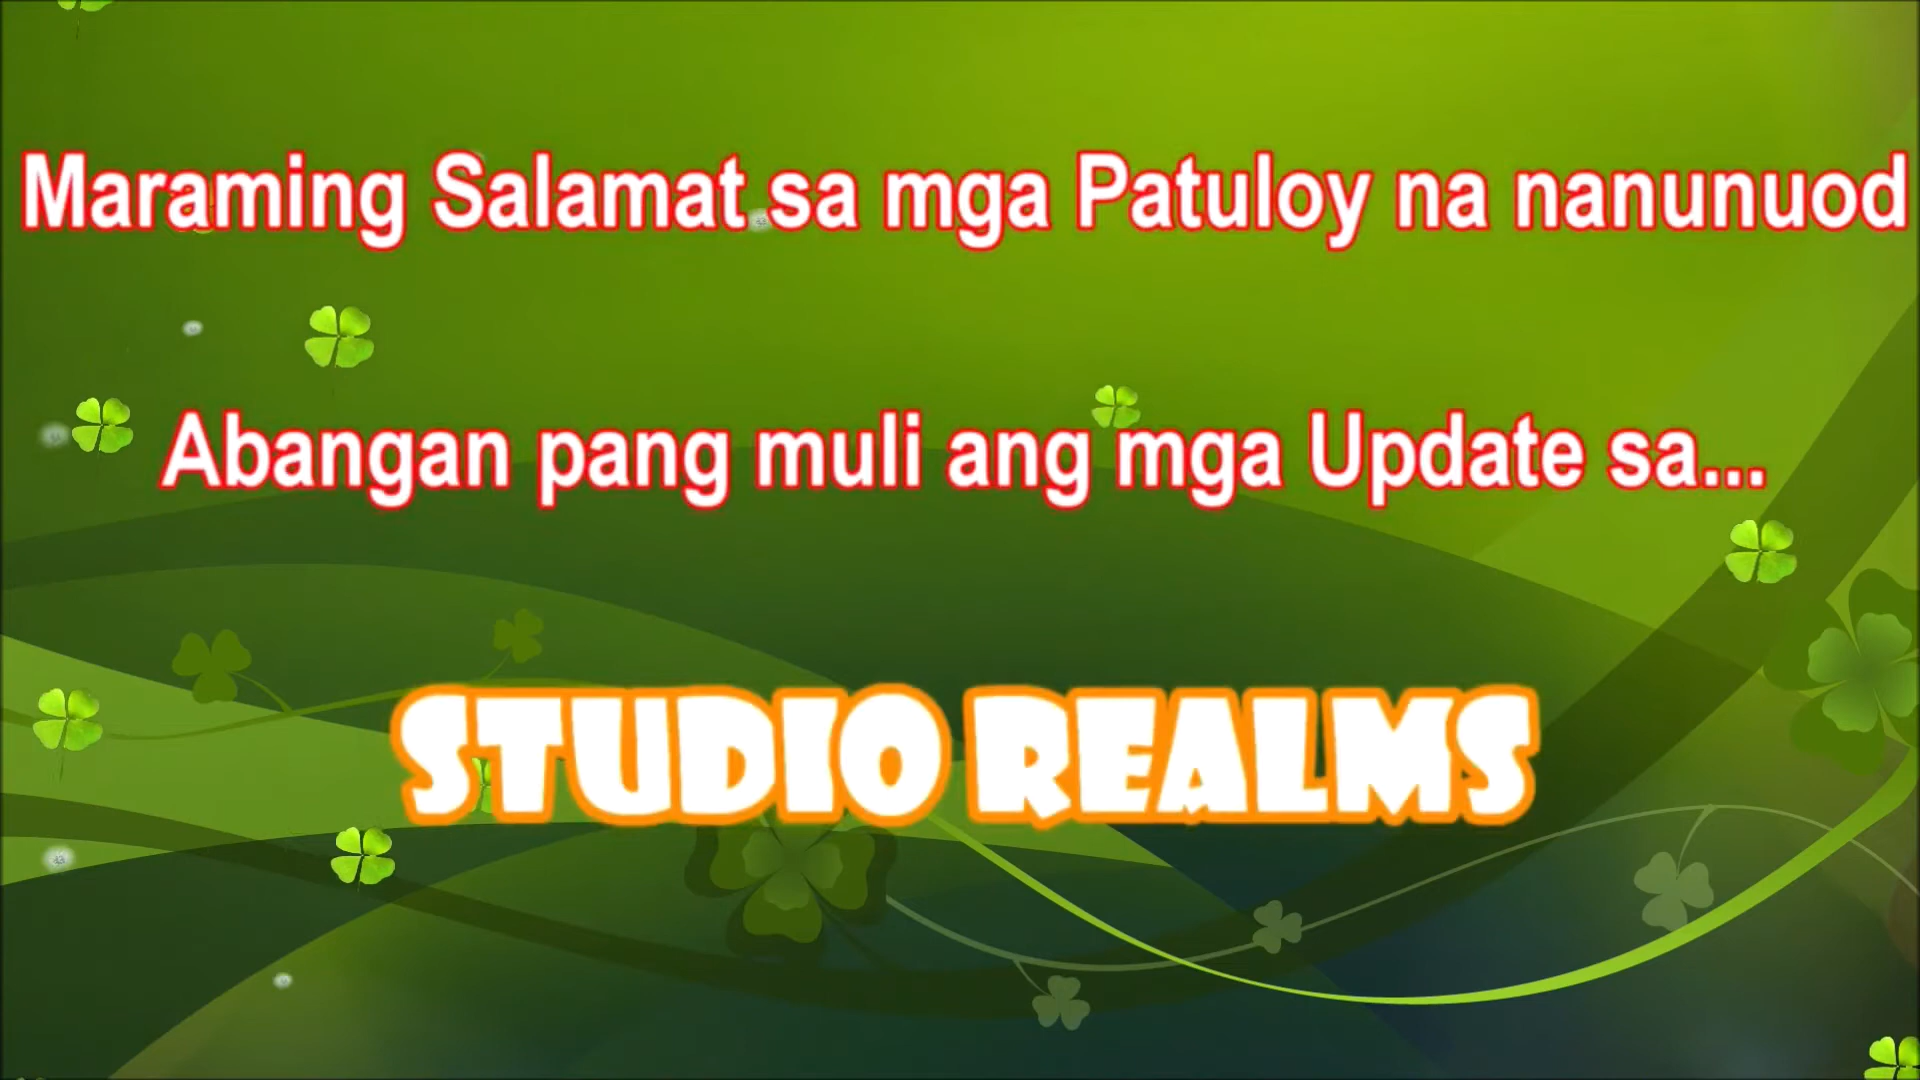 Maraming Salamat sa mga Patuloy na nanunuod
Abangan pang muli ang mga Update sa...
STUDIO REALMS